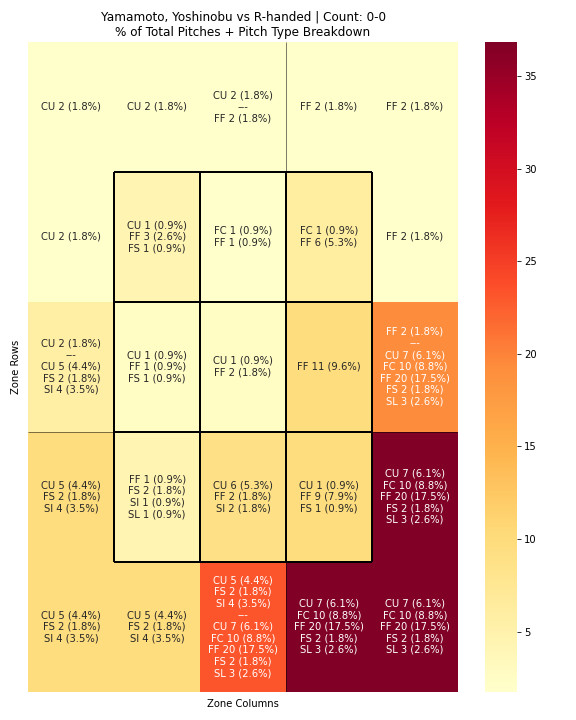 Yamamoto, Yoshinobu vs R-handed | Count: 0-0
% of Total Pitches + Pitch Type Breakdown
CU 2 (1.8%)
CU 2 (1.8%)
CU 2 (1.8%)
---
FF 2 (1.8%)
FF 2 (1.8%)
FF 2 (1.8%)
CU 2 (1.8%)
CU 1 (0.9%)
FF 3 (2.6%)
FS 1 (0.9%)
FC 1 (0.9%)
FF 1 (0.9%)
FC 1 (0.9%)
FF 6 (5.3%)
FF 2 (1.8%)
CU 2 (1.8%)
---
CU 5 (4.4%)
FS 2 (1.8%)
SI 4 (3.5%)
CU 1 (0.9%)
FF 1 (0.9%)
FS 1 (0.9%)
CU 1 (0.9%)
FF 2 (1.8%)
FF 11 (9.6%)
FF 2 (1.8%)
---
CU 7 (6.1%)
FC 10 (8.8%)
FF 20 (17.5%)
FS 2 (1.8%)
SL 3 (2.6%)
CU 5 (4.4%)
FS 2 (1.8%)
SI 4 (3.5%)
FF 1 (0.9%)
FS 2 (1.8%)
SI 1 (0.9%)
SL 1 (0.9%)
CU 6 (5.3%)
FF 2 (1.8%)
SI 2 (1.8%)
CU 1 (0.9%)
FF 9 (7.9%)
FS 1 (0.9%)
CU 7 (6.1%)
FC 10 (8.8%)
FF 20 (17.5%)
FS 2 (1.8%)
SL 3 (2.6%)
CU 5 (4.4%)
FS 2 (1.8%)
SI 4 (3.5%)
CU 5 (4.4%)
FS 2 (1.8%)
SI 4 (3.5%)
CU 5 (4.4%)
FS 2 (1.8%)
SI 4 (3.5%)
---
CU 7 (6.1%)
FC 10 (8.8%)
FF 20 (17.5%)
FS 2 (1.8%)
SL 3 (2.6%)
CU 7 (6.1%)
FC 10 (8.8%)
FF 20 (17.5%)
FS 2 (1.8%)
SL 3 (2.6%)
CU 7 (6.1%)
FC 10 (8.8%)
FF 20 (17.5%)
FS 2 (1.8%)
SL 3 (2.6%)
Zone Rows
Zone Columns
35
30
25
20
15
10
5